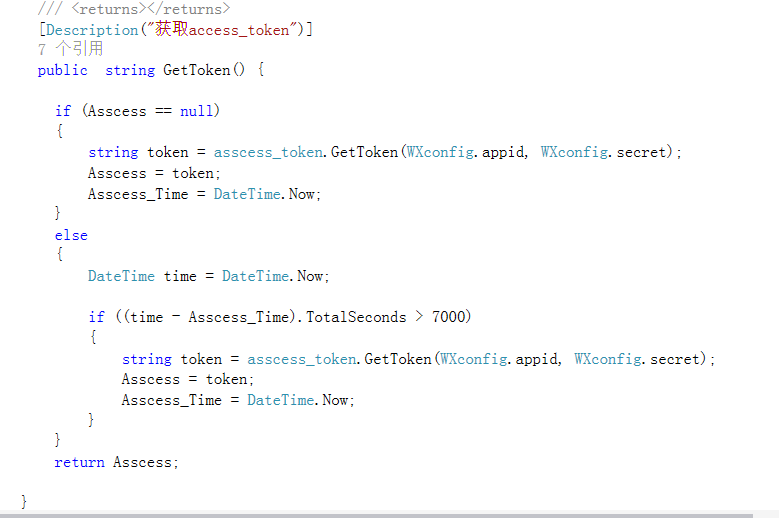 /// <returns></returns>
[Description("获取access_token")]
7 个引用
public  string GetToken() {
if (Asscess == null)
{
string token = asscess_token.GetToken(WXconfig.appid, WXconfig.secret);
Asscess = token;
Asscess_Time = DateTime.Now;
}
else
{
DateTime time = DateTime.Now;
if ((time - Asscess_Time).TotalSeconds > 7000)
{
string token = asscess_token.GetToken(WXconfig.appid, WXconfig.secret);
Asscess = token;
Asscess_Time = DateTime.Now;
}
}
return Asscess;
}